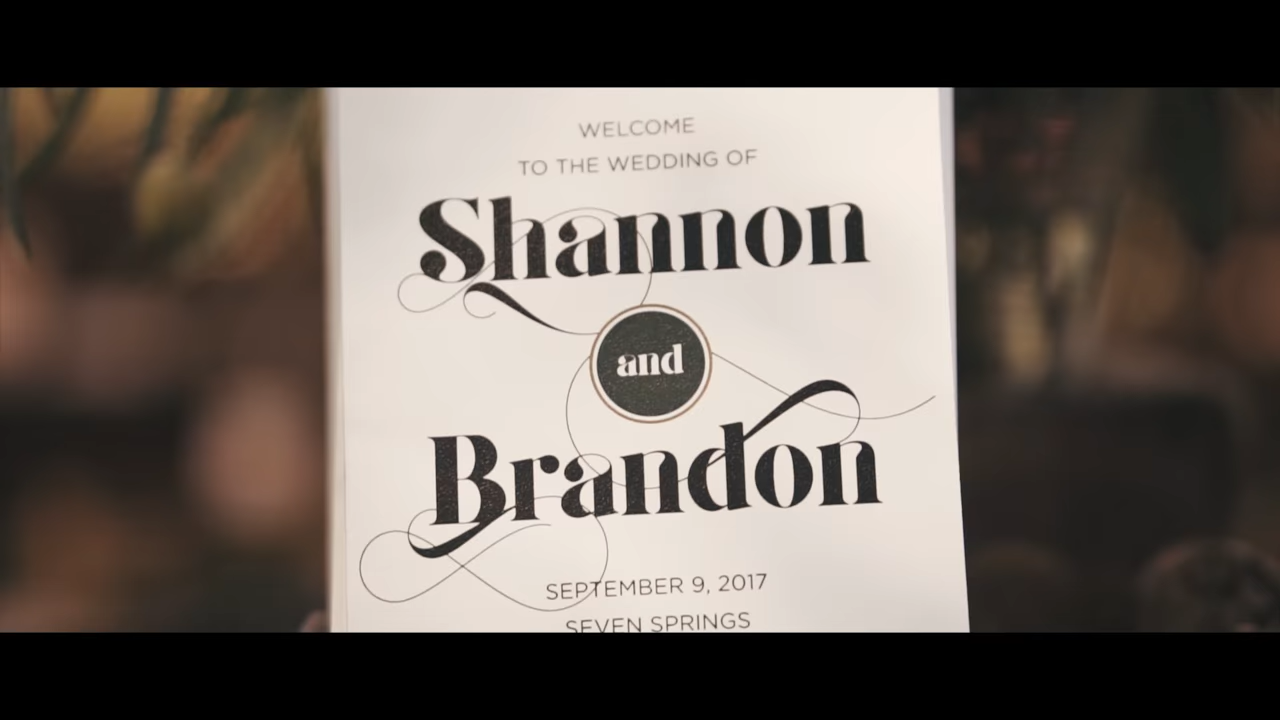 WELCOME
TO THE WEDDING OF
Shannon
and
Brandon
SEPTEMBER 9, 2017
SEVEN SPRINGS